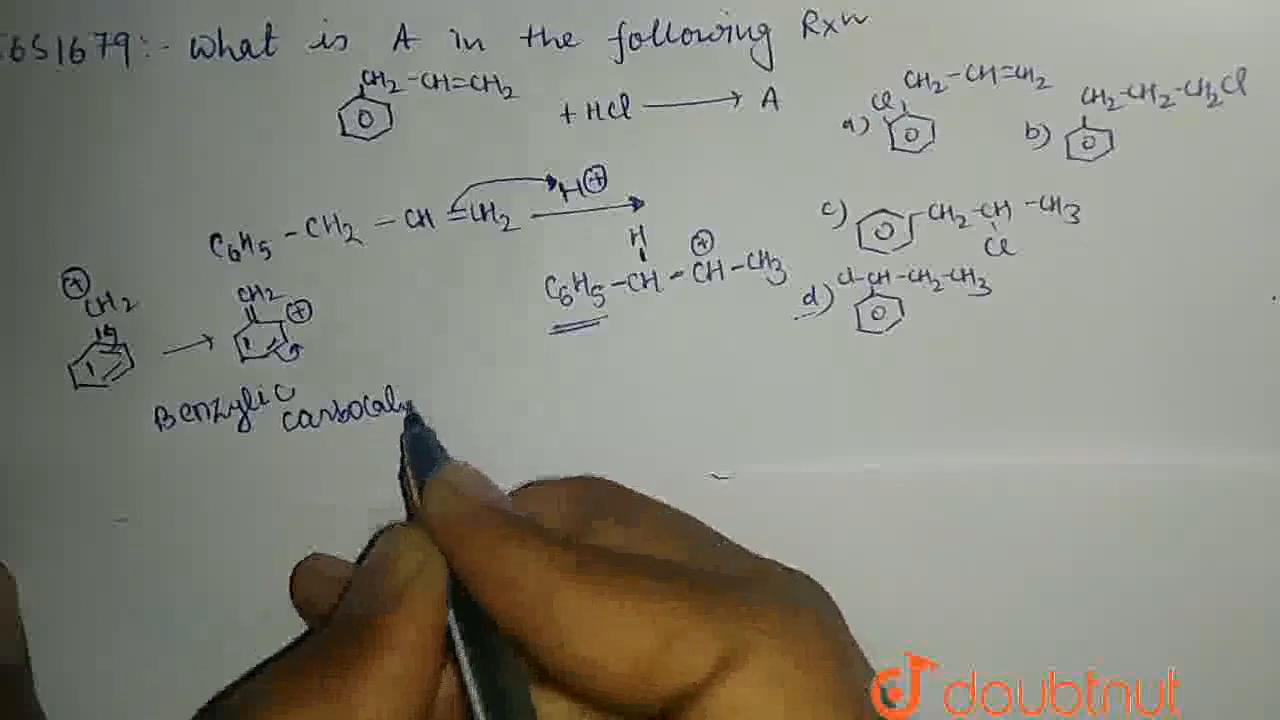 651679:- What is A in the following Rxn
CH2-CH=CH2
+ HCl → A
a) Cl CH2-CH=CH2
b) CH2-CH2-CH2Cl
C6H5-CH2-CH=CH2 H⊕ →
c) CH2-CH-CH3
Cl
H ⊕
C6H5-CH-CH-CH3
d) Cl-CH-CH2-CH3
⊕
CH2 → CH2 ⊕
Benzylic
carbocat
doubtnut